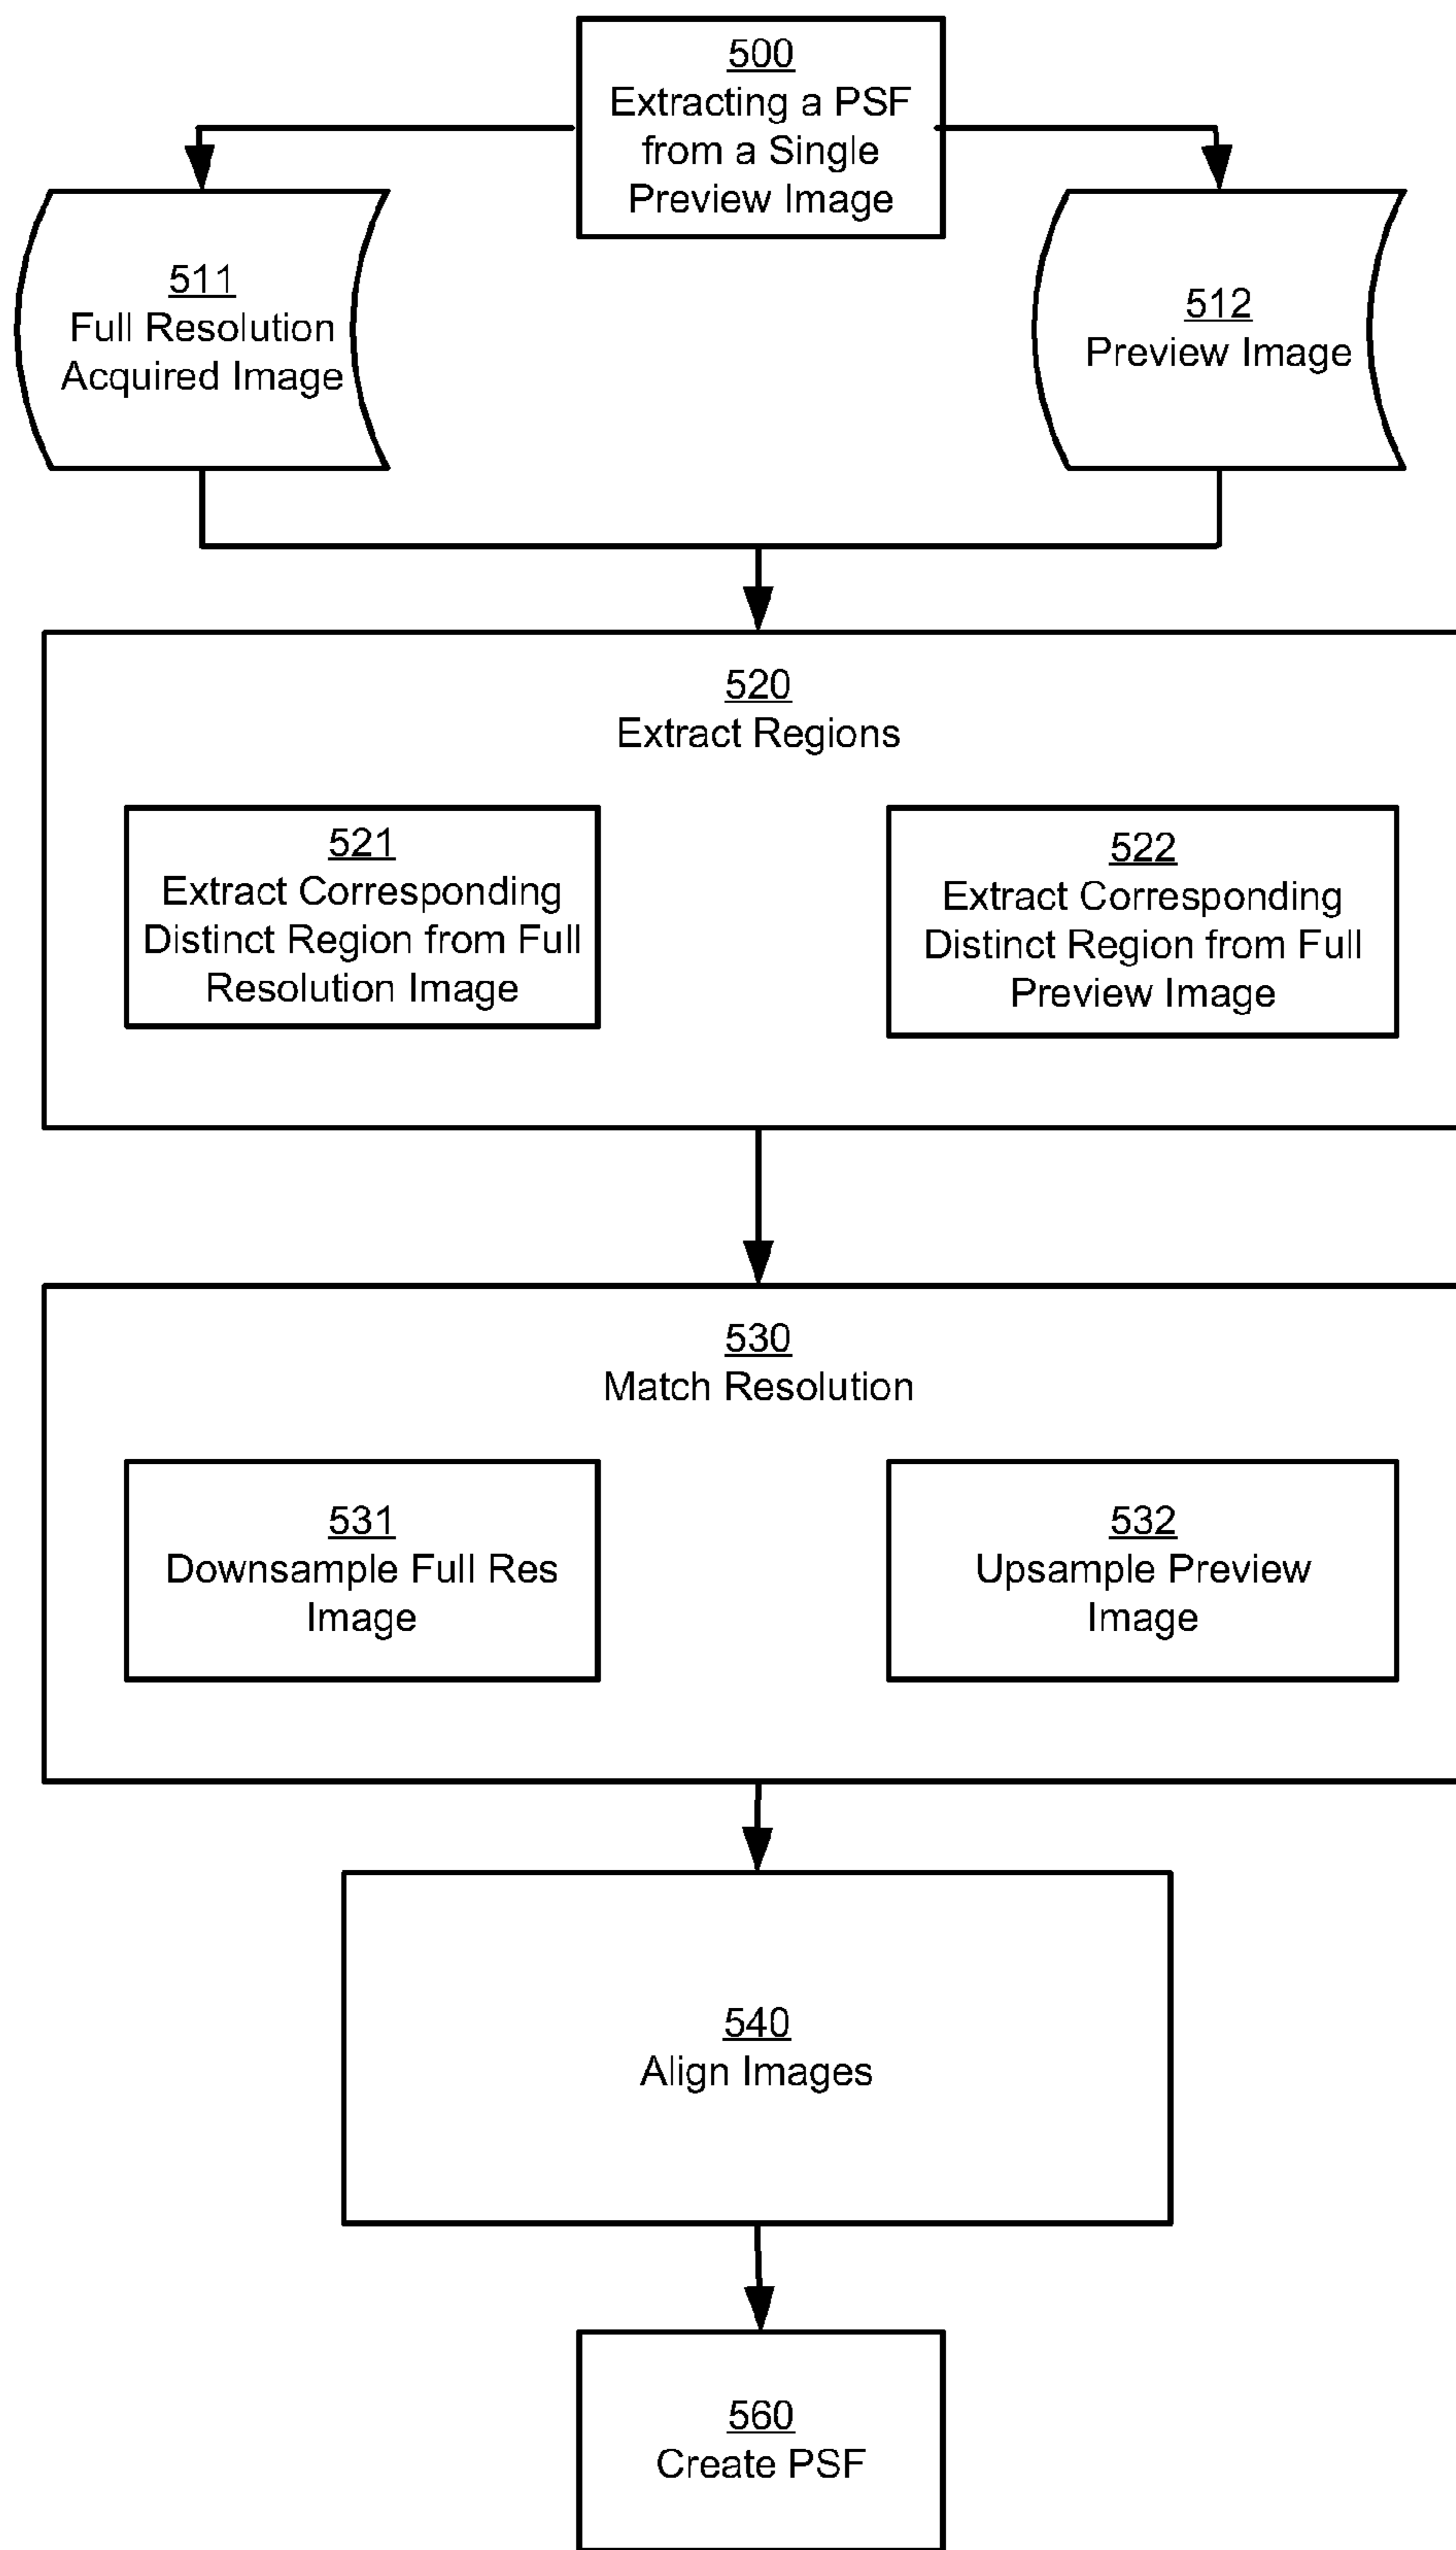 500
Extracting a PSF
from a Single
Preview Image
511
Full Resolution
Acquired Image
512
Preview Image
520
Extract Regions
521
Extract Corresponding
Distinct Region from Full
Resolution Image
522
Extract Corresponding
Distinct Region from Full
Preview Image
530
Match Resolution
531
Downsample Full Res
Image
532
Upsample Preview
Image
540
Align Images
560
Create PSF